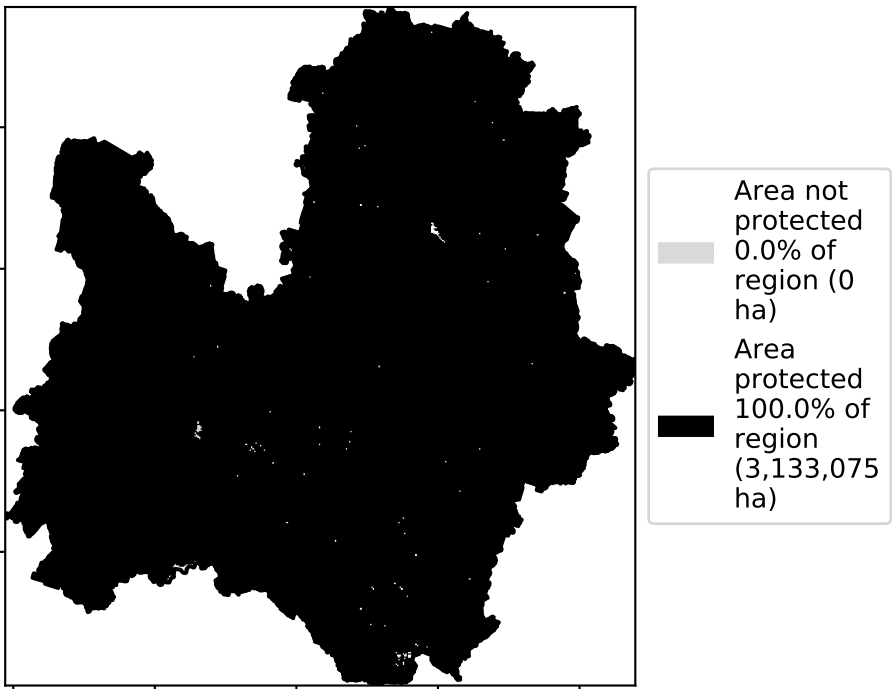 Area not
protected
0.0% of
region (0
ha)
Area
protected
100.0% of
region
(3,133,075
ha)